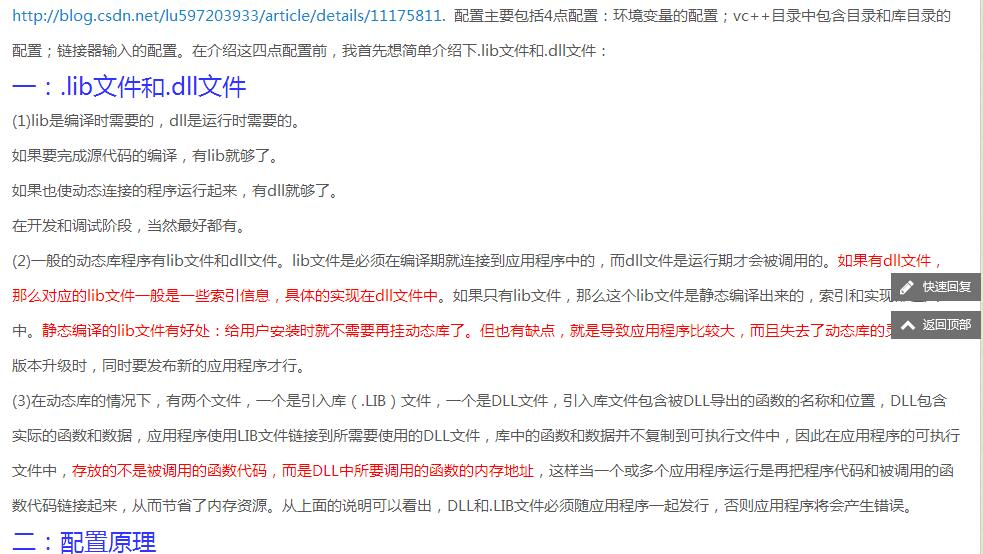 http://blog.csdn.net/lu597203933/article/details/11175811. 配置主要包括4点配置：环境变量的配置；vc++目录中包含目录和库目录的
配置；链接器输入的配置。在介绍这四点配置前，我首先想简单介绍下.lib文件和.dll文件：
一：.lib文件和.dll文件
(1)lib是编译时需要的，dll是运行时需要的。
如果要完成源代码的编译，有lib就够了。
如果也使动态连接的程序运行起来，有dll就够了。
在开发和调试阶段，当然最好都有。
(2)一般的动态库程序有lib文件和dll文件。lib文件是必须在编译期就连接到应用程序中的，而dll文件是运行期才会被调用的。如果有dll文件，
快速回复
那么对应的lib文件一般是一些索引信息，具体的实现在dll文件中。如果只有lib文件，那么这个lib文件是静态编译出来的，索引和实现
返回顶部
中。静态编译的lib文件有好处：给用户安装时就不需要再挂动态库了。但也有缺点，就是导致应用程序比较大，而且失去了动态库的
版本升级时，同时要发布新的应用程序才行。
(3)在动态库的情况下，有两个文件，一个是引入库（.LIB）文件，一个是DLL文件，引入库文件包含被DLL导出的函数的名称和位置，DLL包含
实际的函数和数据，应用程序使用LIB文件链接到所需要使用的DLL文件，库中的函数和数据并不复制到可执行文件中，因此在应用程序的可执行
文件中，存放的不是被调用的函数代码，而是DLL中所要调用的函数的内存地址，这样当一个或多个应用程序运行是再把程序代码和被调用的函
数代码链接起来，从而节省了内存资源。从上面的说明可以看出，DLL和.LIB文件必须随应用程序一起发行，否则应用程序将会产生错误。
二：配置原理